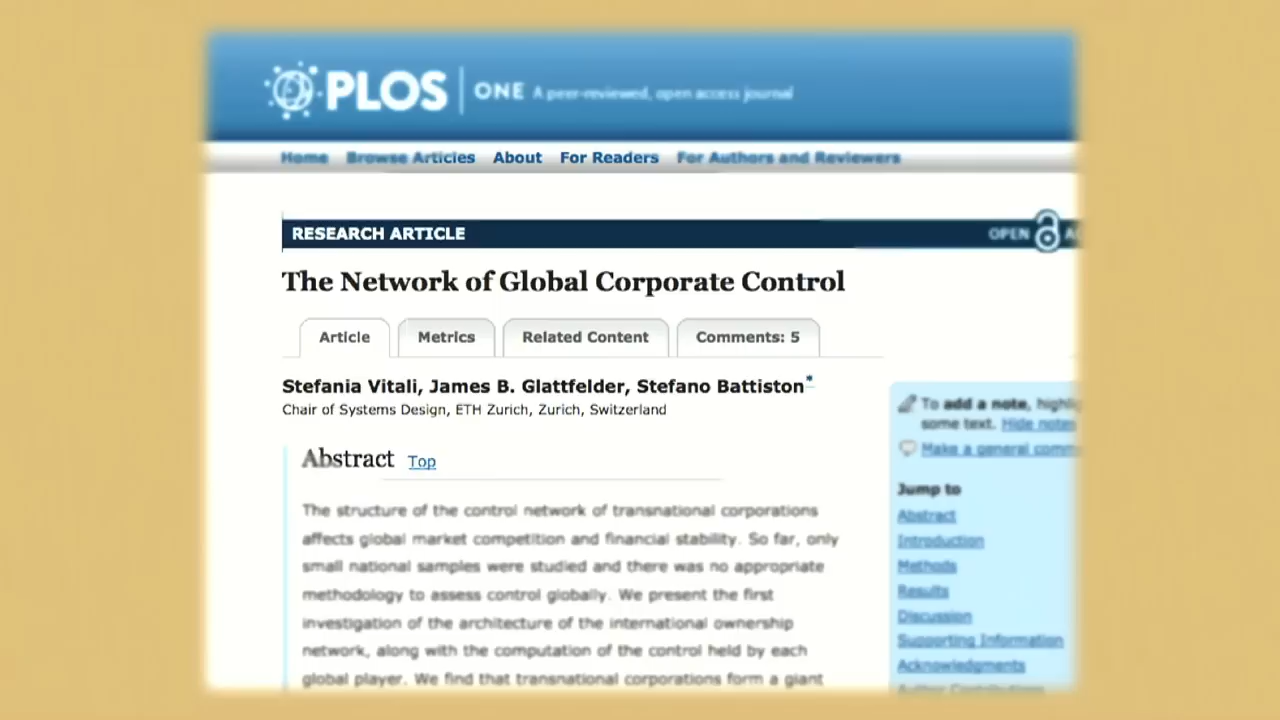 PLOS ONE A peer-reviewed, open access journal
Home Browse Articles About For Readers For Authors and Reviewers
RESEARCH ARTICLE OPEN
The Network of Global Corporate Control
Article Metrics Related Content Comments: 5
Stefania Vitali, James B. Glattfelder, Stefano Battiston*
Chair of Systems Design, ETH Zurich, Zurich, Switzerland
Abstract Top
The structure of the control network of transnational corporations
affects global market competition and financial stability. So far, only
small national samples were studied and there was no appropriate
methodology to assess control globally. We present the first
investigation of the architecture of the international ownership
network, along with the computation of the control held by each
global player. We find that transnational corporations form a giant
To add a note,
some text. Hide note
Make a general
Jump to
Abstract
Introduction
Methods
Results
Discussion
Supporting Information
Acknowledgments